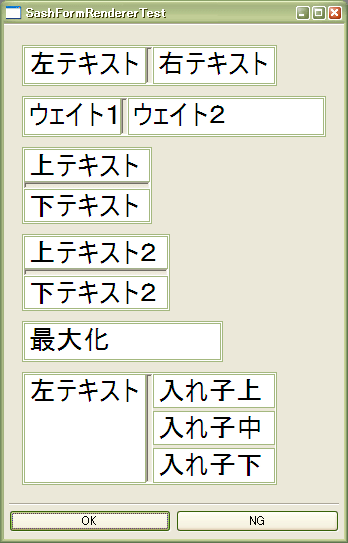 SashFormRendererTest
左テキスト 右テキスト
ウェイト1 ウェイト2
上テキスト
下テキスト
上テキスト2
下テキスト2
最大化
左テキスト 入れ子上
入れ子中
入れ子下
OK NG